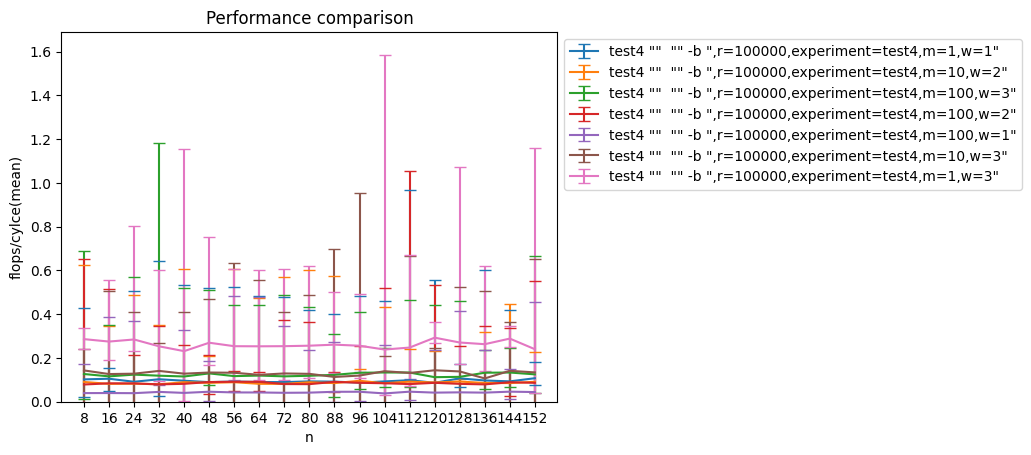 Performance comparison
flops/cylce(mean)
1.6
1.4
1.2
1.0
0.8
0.6
0.4
0.2
0.0
8 16 24 32 40 48 56 64 72 80 88 96 104 112 120 128 136 144 152
n
test4 "" "" -b ",r=100000,experiment=test4,m=1,w=1"
test4 "" "" -b ",r=100000,experiment=test4,m=10,w=2"
test4 "" "" -b ",r=100000,experiment=test4,m=100,w=3"
test4 "" "" -b ",r=100000,experiment=test4,m=100,w=2"
test4 "" "" -b ",r=100000,experiment=test4,m=100,w=1"
test4 "" "" -b ",r=100000,experiment=test4,m=10,w=3"
test4 "" "" -b ",r=100000,experiment=test4,m=1,w=3"